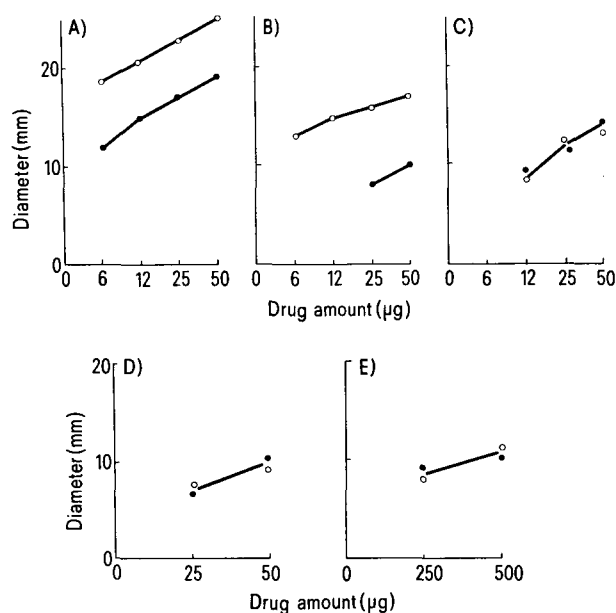 A) B) C)
20
10
0
Diameter (mm)
0 6 12 25 50 0 6 12 25 50 0 6 12 25 50
Drug amount (μg)
D) E)
20
10
0
Diameter (mm)
0 25 50 0 250 500
Drug amount (μg)